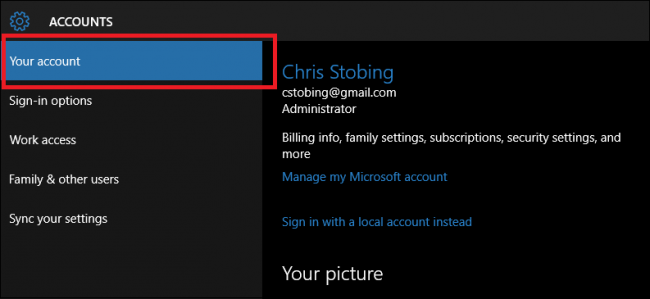 ACCOUNTS
Your account
Sign-in options
Work access
Family & other users
Sync your settings
Chris Stobing
cstobing@gmail.com
Administrator
Billing info, family settings, subscriptions, security settings, and
more
Manage my Microsoft account
Sign in with a local account instead
Your picture